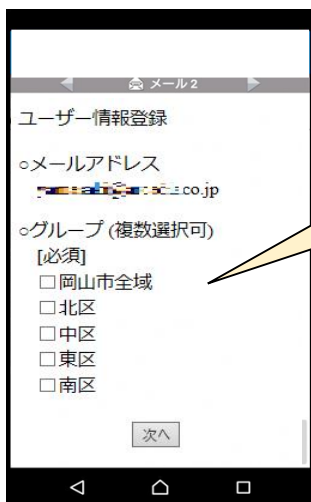 メール2
ユーザー情報登録
○メールアドレス
.co.jp
○グループ (複数選択可)
[必須]
□岡山市全域
□北区
□中区
□東区
□南区
次へ